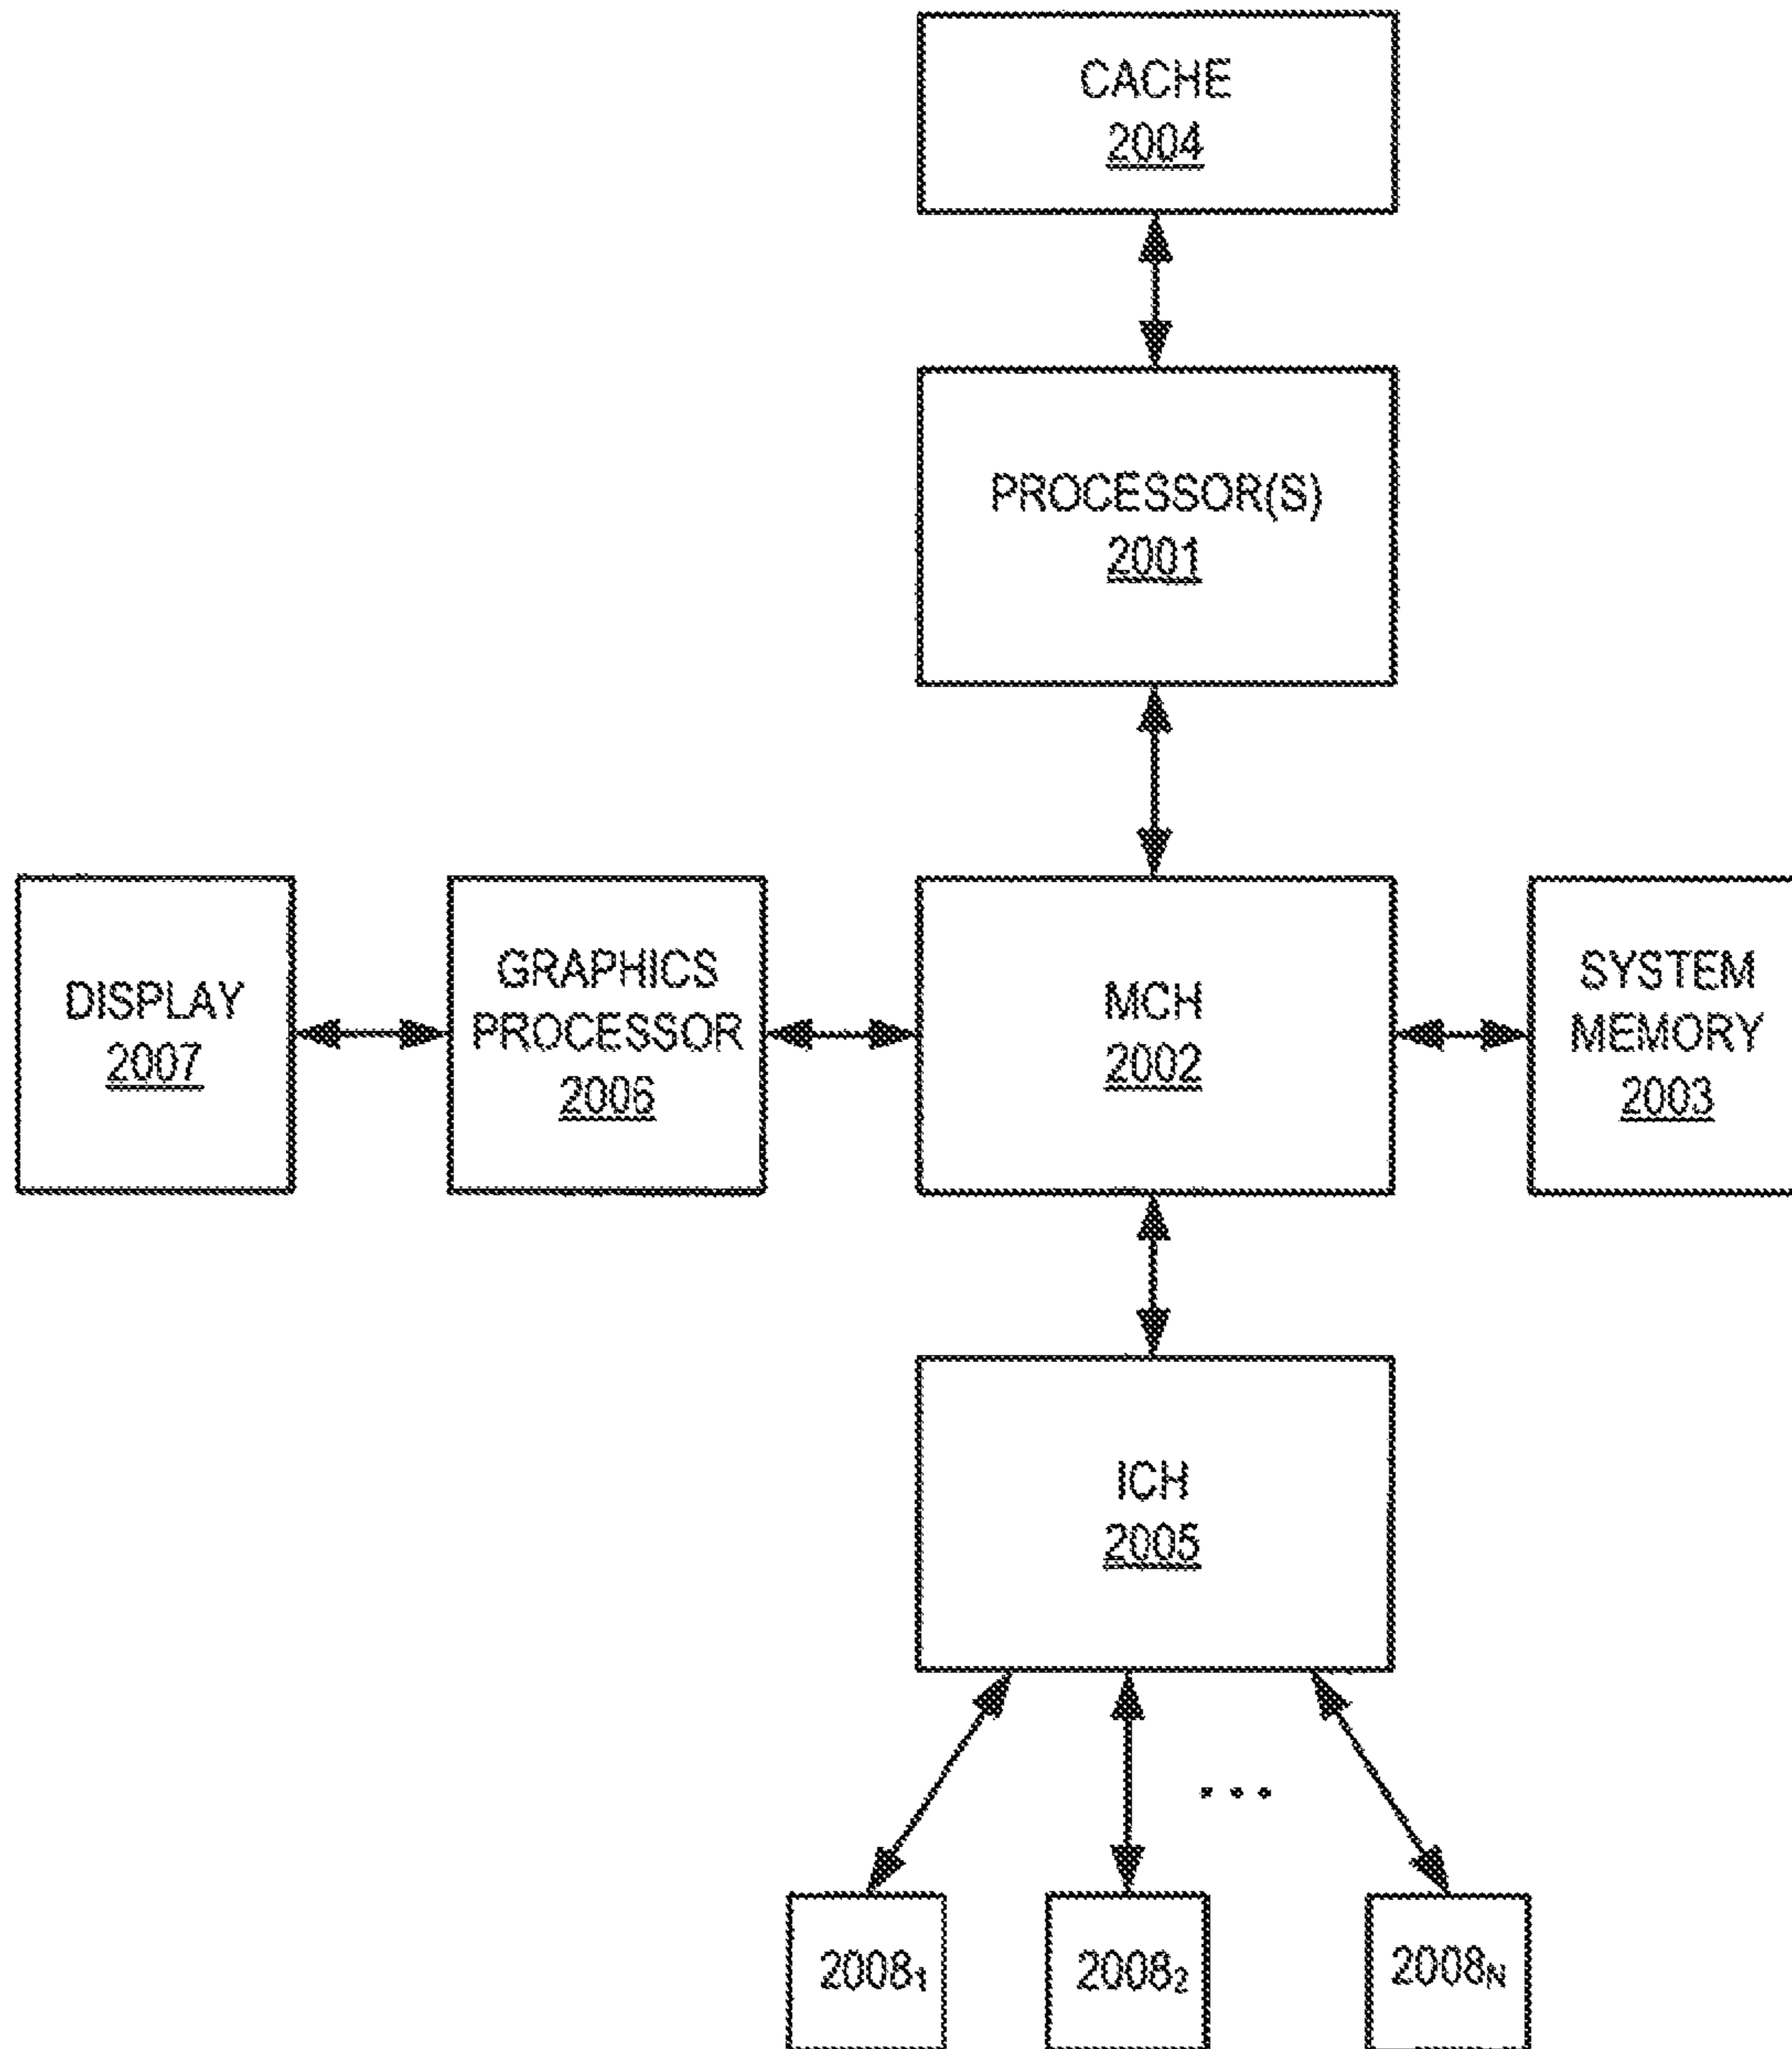 CACHE
2004
PROCESSOR(S)
2001
DISPLAY
2007
GRAPHICS
PROCESSOR
2006
MCH
2002
SYSTEM
MEMORY
2003
ICH
2005
. . .
2008₁
2008₂
2008N